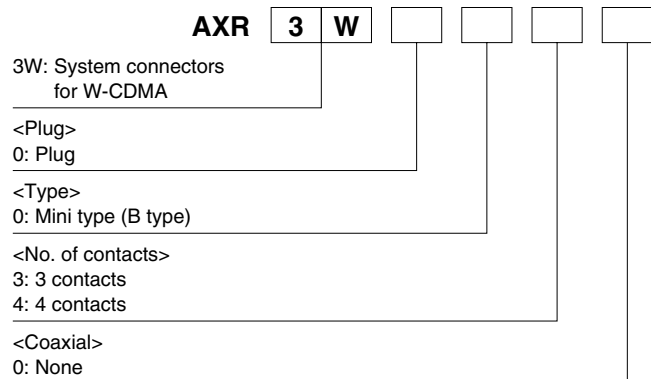 AXR 3 W
3W: System connectors
for W-CDMA
<Plug>
0: Plug
<Type>
0: Mini type (B type)
<No. of contacts>
3: 3 contacts
4: 4 contacts
<Coaxial>
0: None